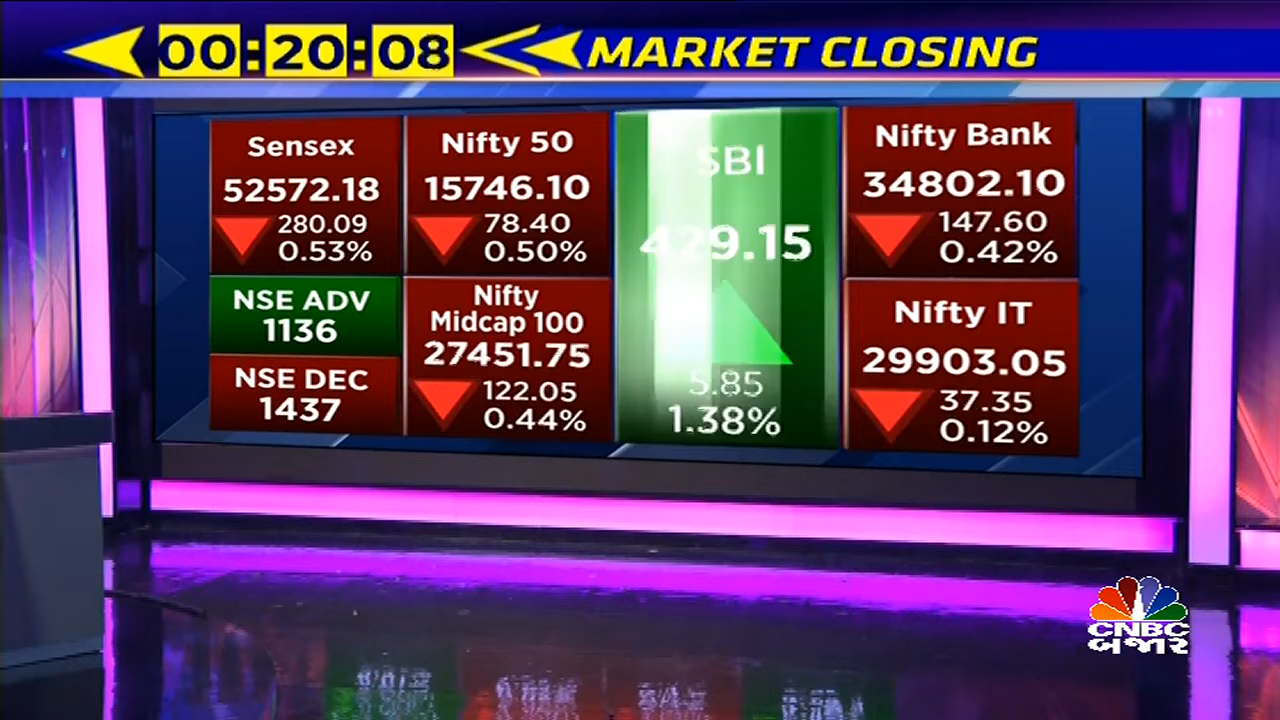 00:20:08 MARKET CLOSING
Sensex
52572.18
280.09
0.53%
NSE ADV
1136
NSE DEC
1437
Nifty 50
15746.10
78.40
0.50%
Nifty
Midcap 100
27451.75
122.05
0.44%
SBI
429.15
5.85
1.38%
Nifty Bank
34802.10
147.60
0.42%
Nifty IT
29903.05
37.35
0.12%
CNBC
બજાર